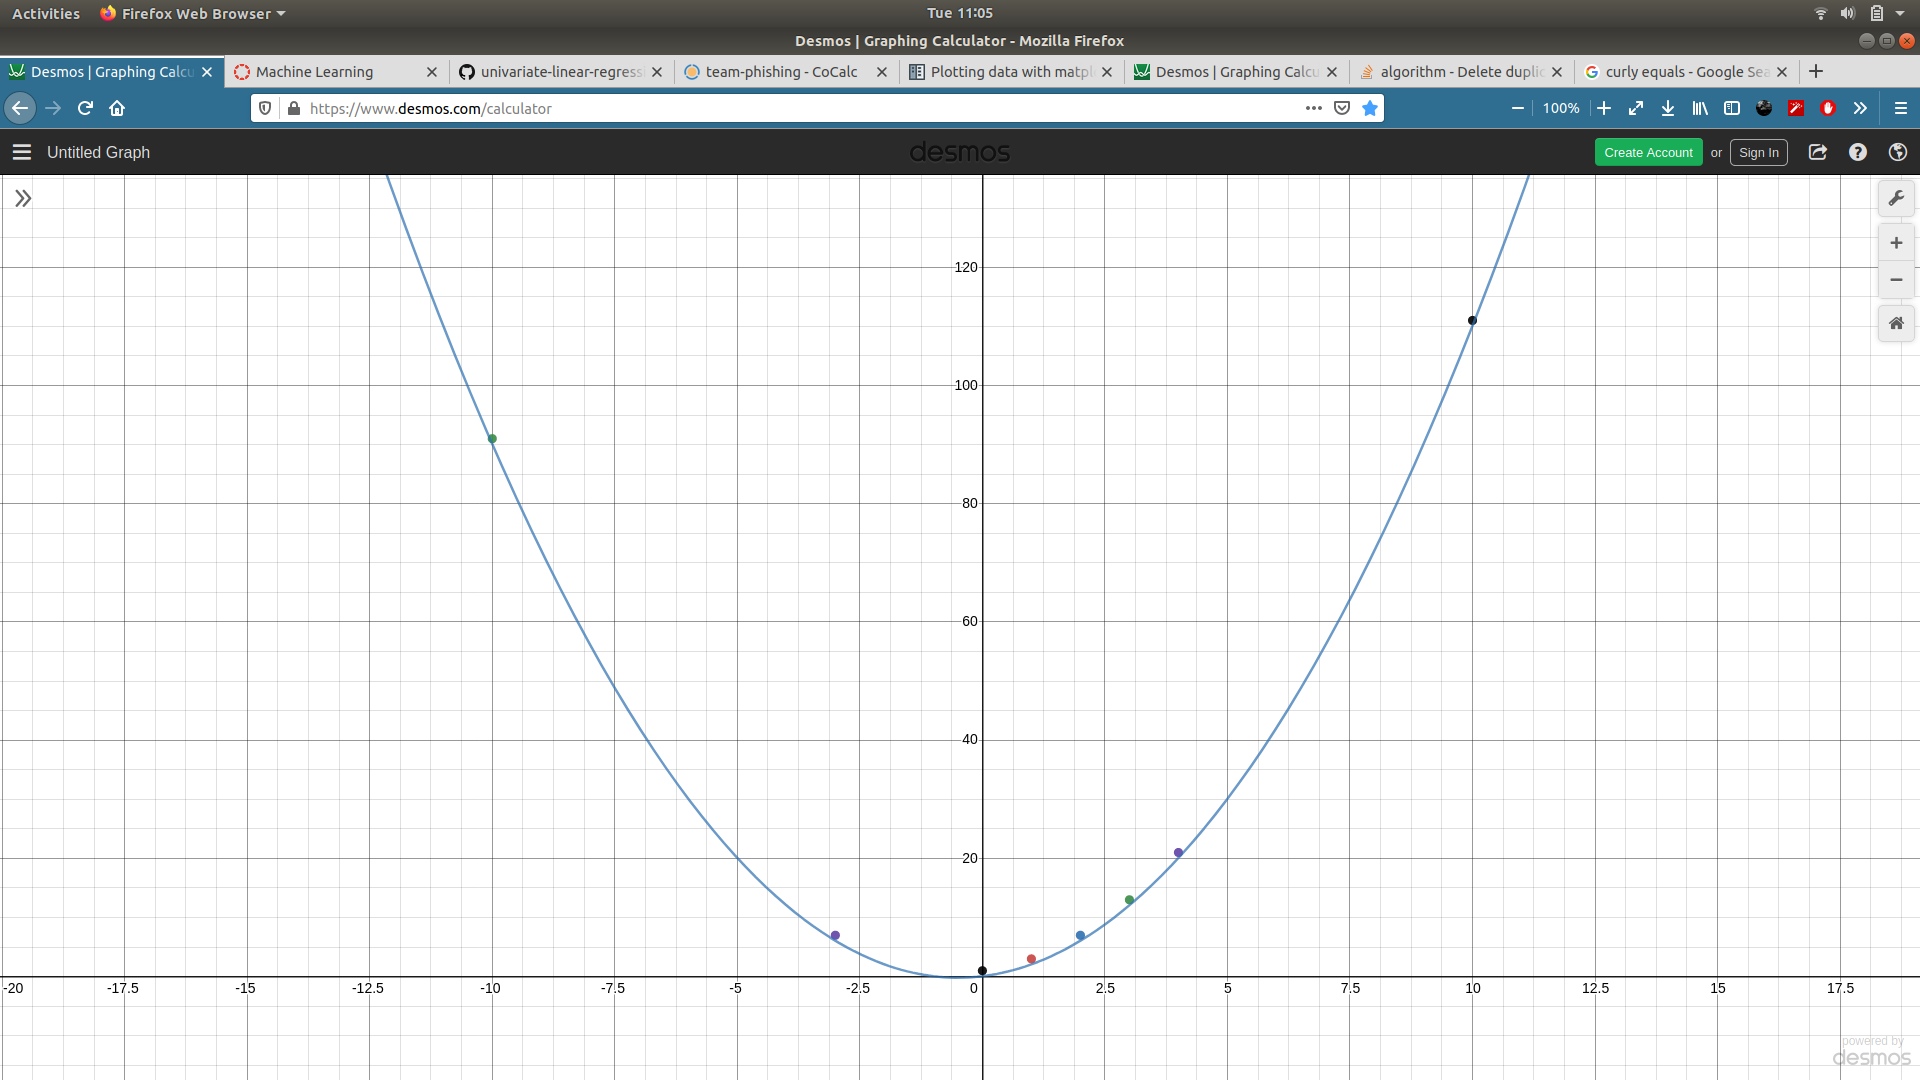 Activities Firefox Web Browser Tue 11:05
Desmos | Graphing Calculator - Mozilla Firefox
Desmos | Graphing Calcu Machine Learning univariate-linear-regress team-phishing - CoCalc Plotting data with matpl Desmos | Graphing Calcu algorithm - Delete duplic curly equals - Google Sea
https://www.desmos.com/calculator 100%
Untitled Graph desmos Create Account or Sign In
120
100
80
60
40
20
-20 -17.5 -15 -12.5 -10 -7.5 -5 -2.5 0 2.5 5 7.5 10 12.5 15 17.5
powered by
desmos